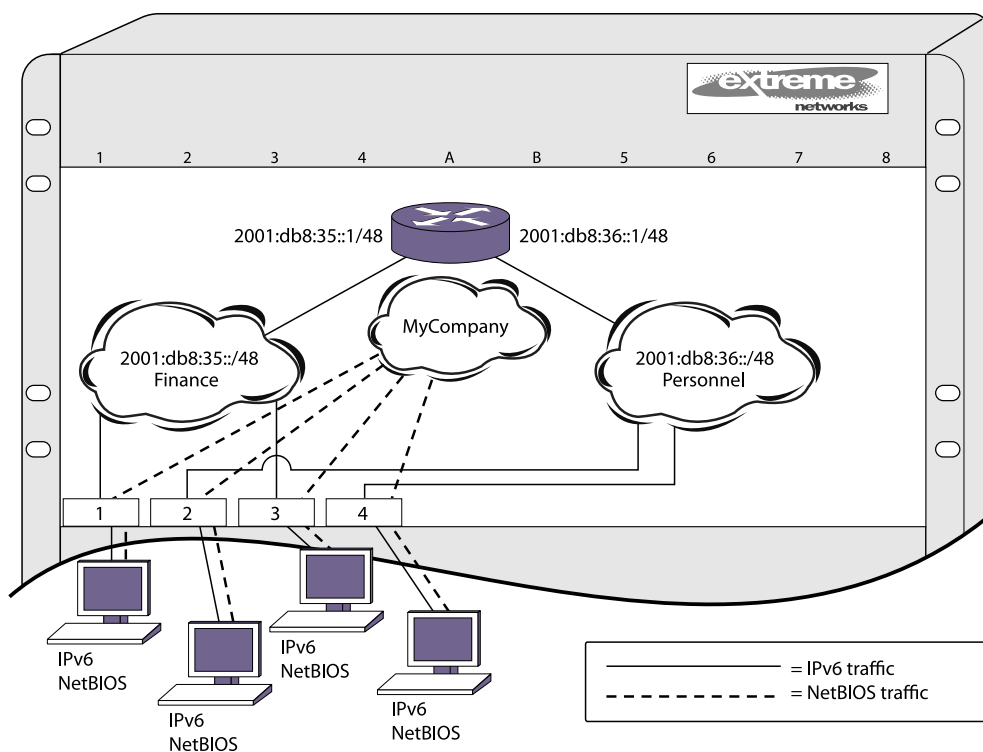 extreme
networks
1 2 3 4 A B 5 6 7 8
2001:db8:35::1/48
2001:db8:36::1/48
MyCompany
2001:db8:35::/48
Finance
2001:db8:36::/48
Personnel
1 2 3 4
IPv6
NetBIOS
IPv6
NetBIOS
IPv6
NetBIOS
IPv6
NetBIOS
= IPv6 traffic
= NetBIOS traffic